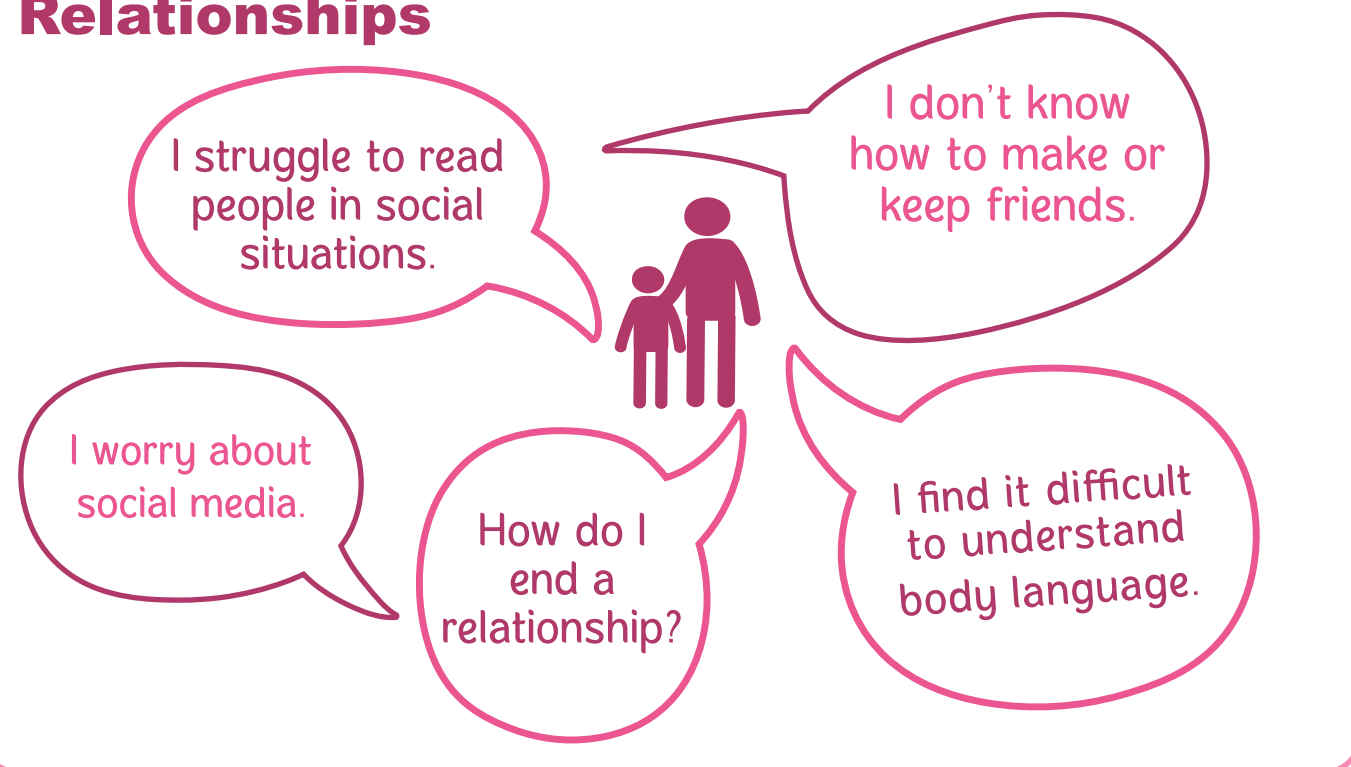 Relationships
I struggle to read
people in social
situations.
I don't know
how to make or
keep friends.
I worry about
social media.
How do I
end a
relationship?
I find it difficult
to understand
body language.